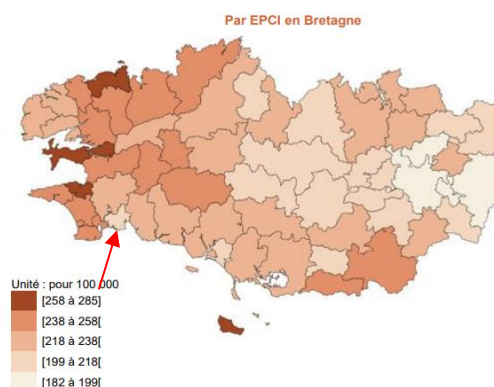 Par EPCI en Bretagne
Unité : pour 100 000
[258 à 285]
[238 à 258[
[218 à 238[
[199 à 218[
[182 à 199[